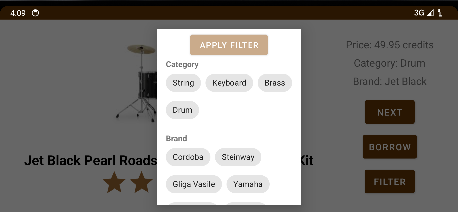 4:09
3G
APPLY FILTER
Category
String Keyboard Brass
Drum
Brand
Cordoba Steinway
Gliga Vasile Yamaha
Jet Black Pearl Roads
Kit
Price: 49.95 credits
Category: Drum
Brand: Jet Black
NEXT
BORROW
FILTER